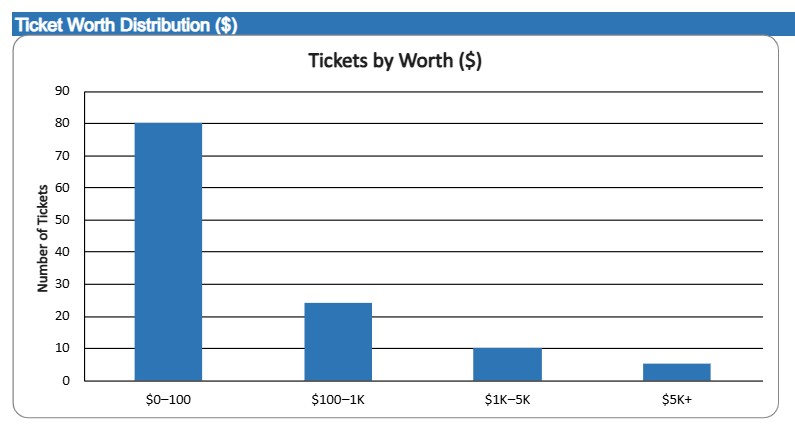 Ticket Worth Distribution ($)
Tickets by Worth ($)
Number of Tickets
90
80
70
60
50
40
30
20
10
0
$0–100
$100–1K
$1K–5K
$5K+